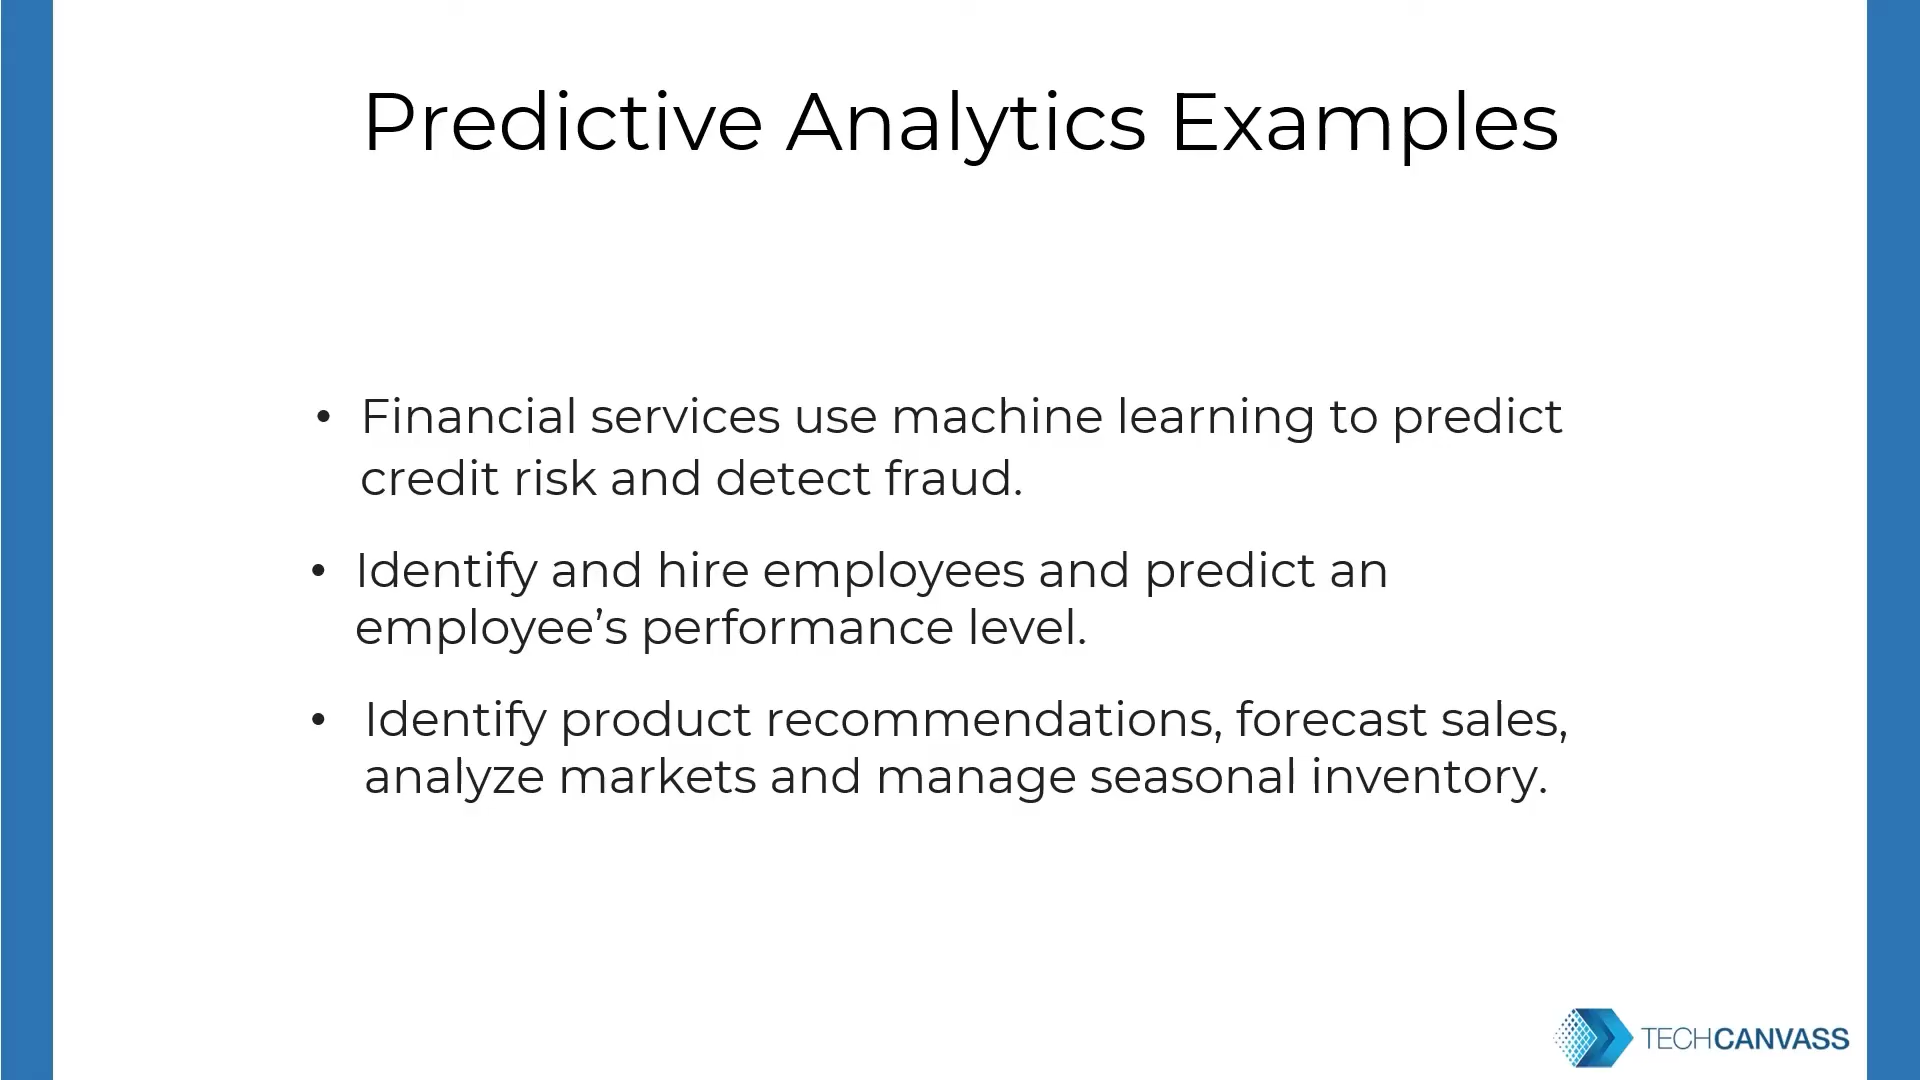 Predictive Analytics Examples
• Financial services use machine learning to predict
credit risk and detect fraud.
• Identify and hire employees and predict an
employee’s performance level.
• Identify product recommendations, forecast sales,
analyze markets and manage seasonal inventory.
TECHCANVASS